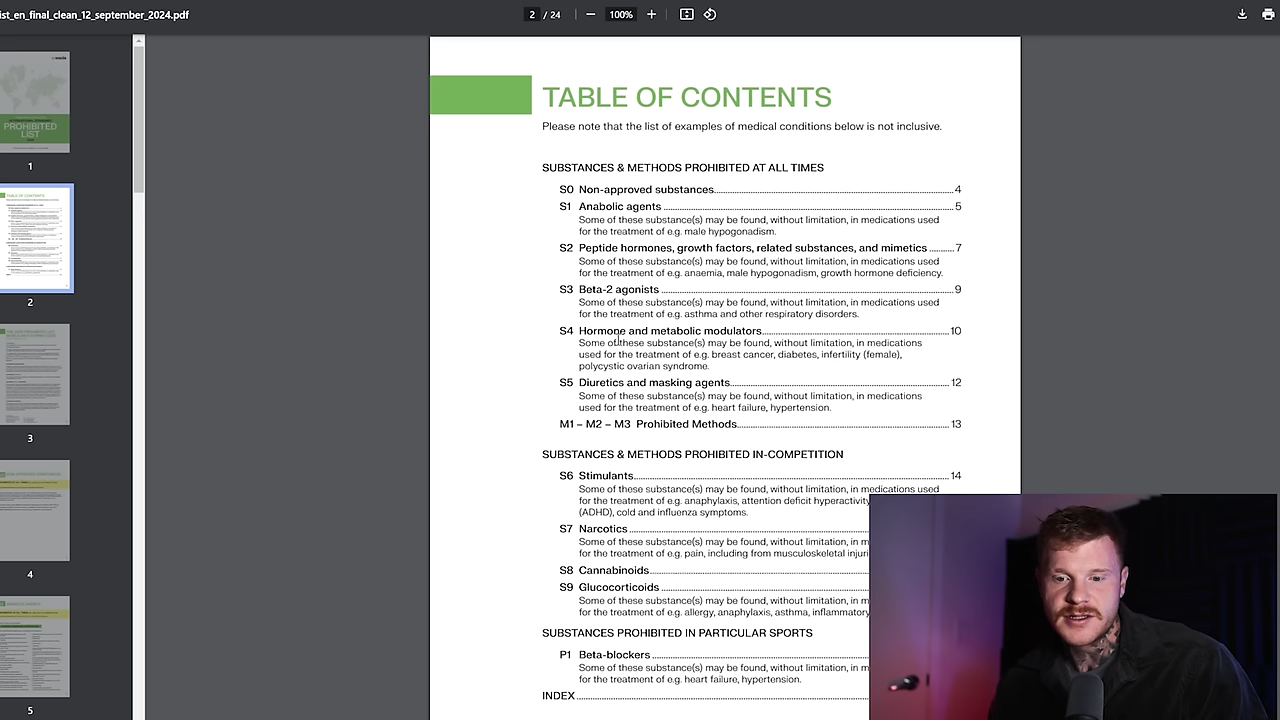 ist_en_final_clean_12_september_2024.pdf
2 / 24
100%
PROHIBITED
LIST
1
2
3
4
5
TABLE OF CONTENTS
Please note that the list of examples of medical conditions below is not inclusive.
SUBSTANCES & METHODS PROHIBITED AT ALL TIMES
S0 Non-approved substances 4
S1 Anabolic agents 5
Some of these substance(s) may be found, without limitation, in medications used
for the treatment of e.g. male hypogonadism.
S2 Peptide hormones, growth factors, related substances, and mimetics 7
Some of these substance(s) may be found, without limitation, in medications used
for the treatment of e.g. anaemia, male hypogonadism, growth hormone deficiency.
S3 Beta-2 agonists 9
Some of these substance(s) may be found, without limitation, in medications used
for the treatment of e.g. asthma and other respiratory disorders.
S4 Hormone and metabolic modulators 10
Some of these substance(s) may be found, without limitation, in medications
used for the treatment of e.g. breast cancer, diabetes, infertility (female),
polycystic ovarian syndrome.
S5 Diuretics and masking agents 12
Some of these substance(s) may be found, without limitation, in medications
used for the treatment of e.g. heart failure, hypertension.
M1 – M2 – M3 Prohibited Methods 13
SUBSTANCES & METHODS PROHIBITED IN-COMPETITION
S6 Stimulants 14
Some of these substance(s) may be found, without limitation, in medications used
for the treatment of e.g. anaphylaxis, attention deficit hyperactivity
(ADHD), cold and influenza symptoms.
S7 Narcotics
Some of these substance(s) may be found, without limitation, in m
for the treatment of e.g. pain, including from musculoskeletal injuri
S8 Cannabinoids
S9 Glucocorticoids
Some of these substance(s) may be found, without limitation, in m
for the treatment of e.g. allergy, anaphylaxis, asthma, inflammatory
SUBSTANCES PROHIBITED IN PARTICULAR SPORTS
P1 Beta-blockers
Some of these substance(s) may be found, without limitation, in m
for the treatment of e.g. heart failure, hypertension.
INDEX